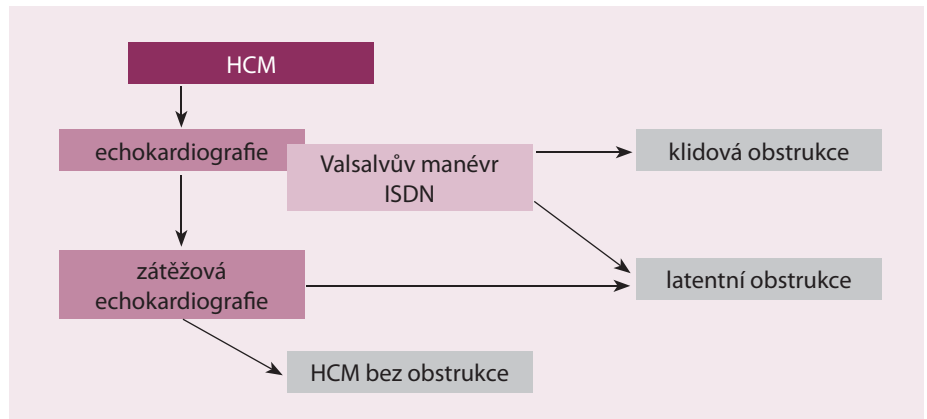 HCM
echokardiografie
Valsalvův manévr
ISDN
klidová obstrukce
zátěžová
echokardiografie
latentní obstrukce
HCM bez obstrukce